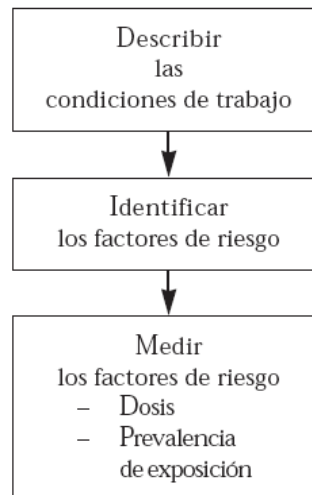 Describir
las
condiciones de trabajo
Identificar
los factores de riesgo
Medir
los factores de riesgo
– Dosis
– Prevalencia
de exposición